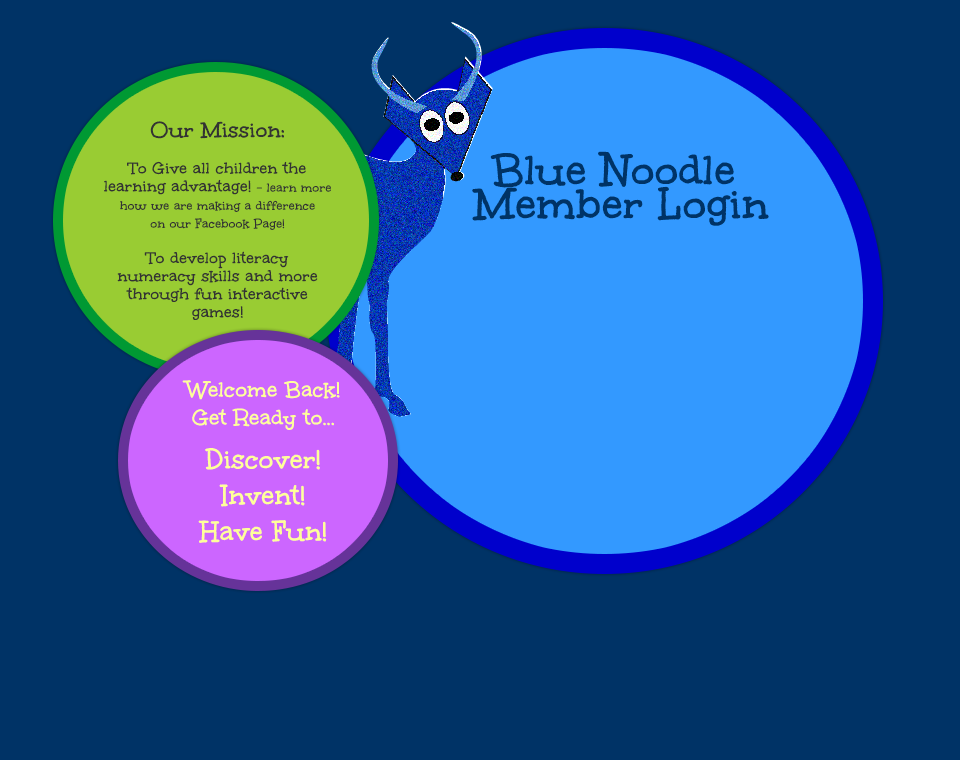 Our Mission:
To Give all children the
learning advantage! - learn more
how we are making a difference
on our Facebook Page!
To develop literacy
numeracy skills and more
through fun interactive
games!
Blue Noodle
Member Login
Welcome Back!
Get Ready to...
Discover!
Invent!
Have Fun!